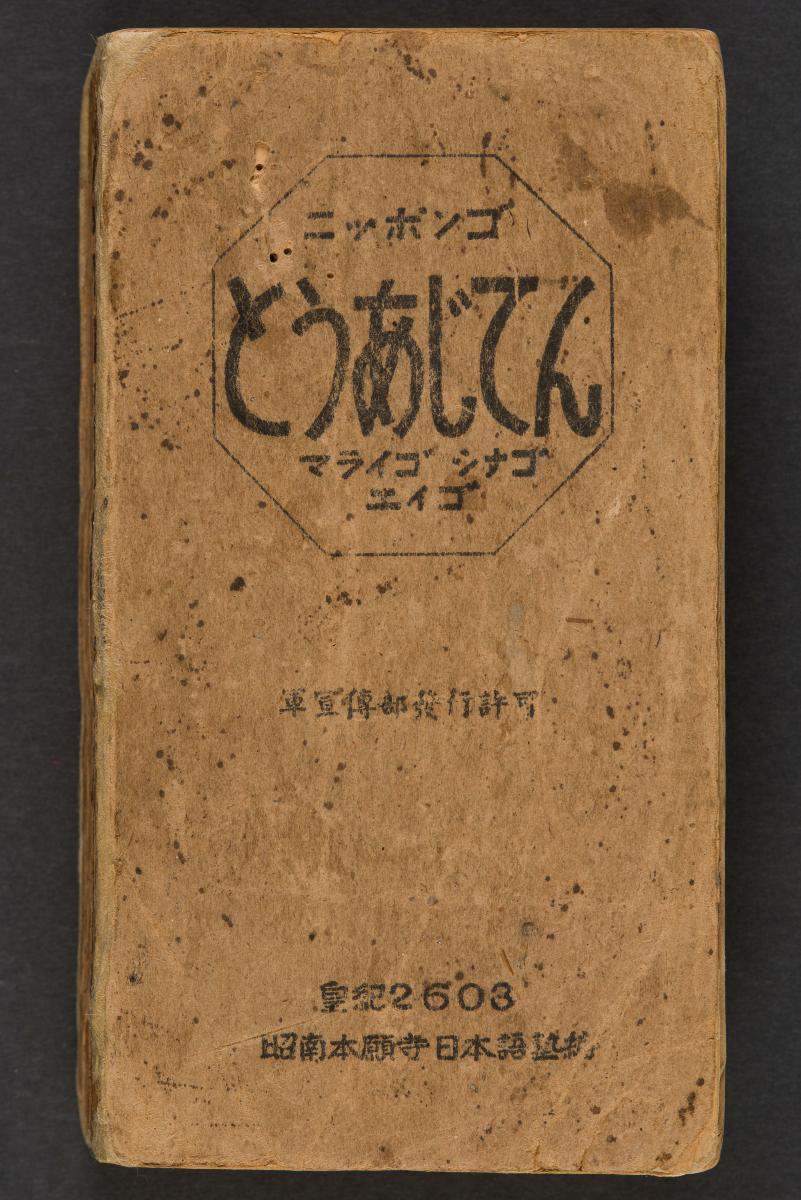 ニッポンゴ
とうあじてん
マライゴ シナゴ
エイゴ
軍宣傳部發行許可
皇紀2603
昭南本願寺日本語塾